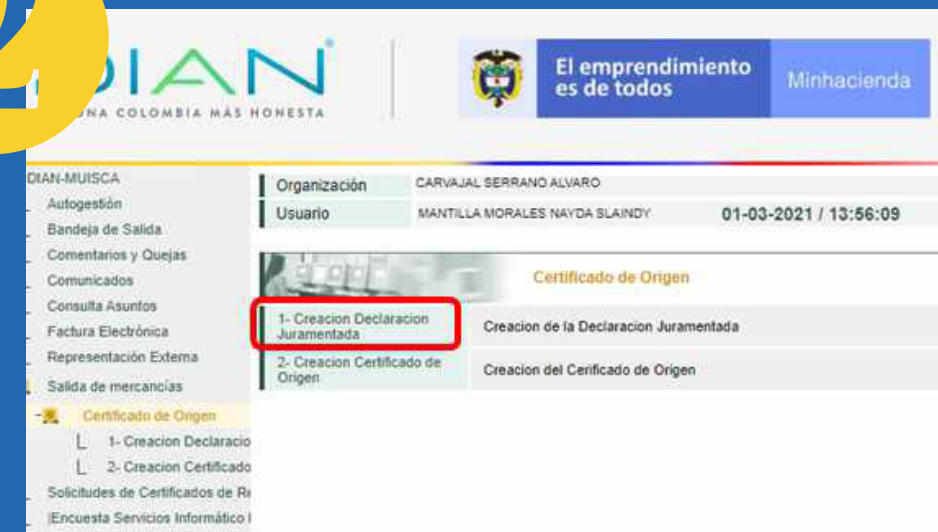 2
DIAN
UNA COLOMBIA MÁS HONESTA
El emprendimiento
es de todos
Minhacienda
DIAN-MUISCA
Autogestión
Bandeja de Salida
Comentarios y Quejas
Comunicados
Consulta Asuntos
Factura Electrónica
Representación Externa
Salida de mercancías
Certificado de Origen
1- Creacion Declaracio
2- Creacion Certificado
Solicitudes de Certificados de Re
Encuesta Servicios Informático
Organización CARVAJAL SERRANO ALVARO
Usuario MANTILLA MORALES NAYDA SLAINDY 01-03-2021 / 13:56:09
Certificado de Origen
1- Creacion Declaracion
Juramentada
Creacion de la Declaracion Juramentada
2- Creacion Certificado de
Origen
Creacion del Cerificado de Origen